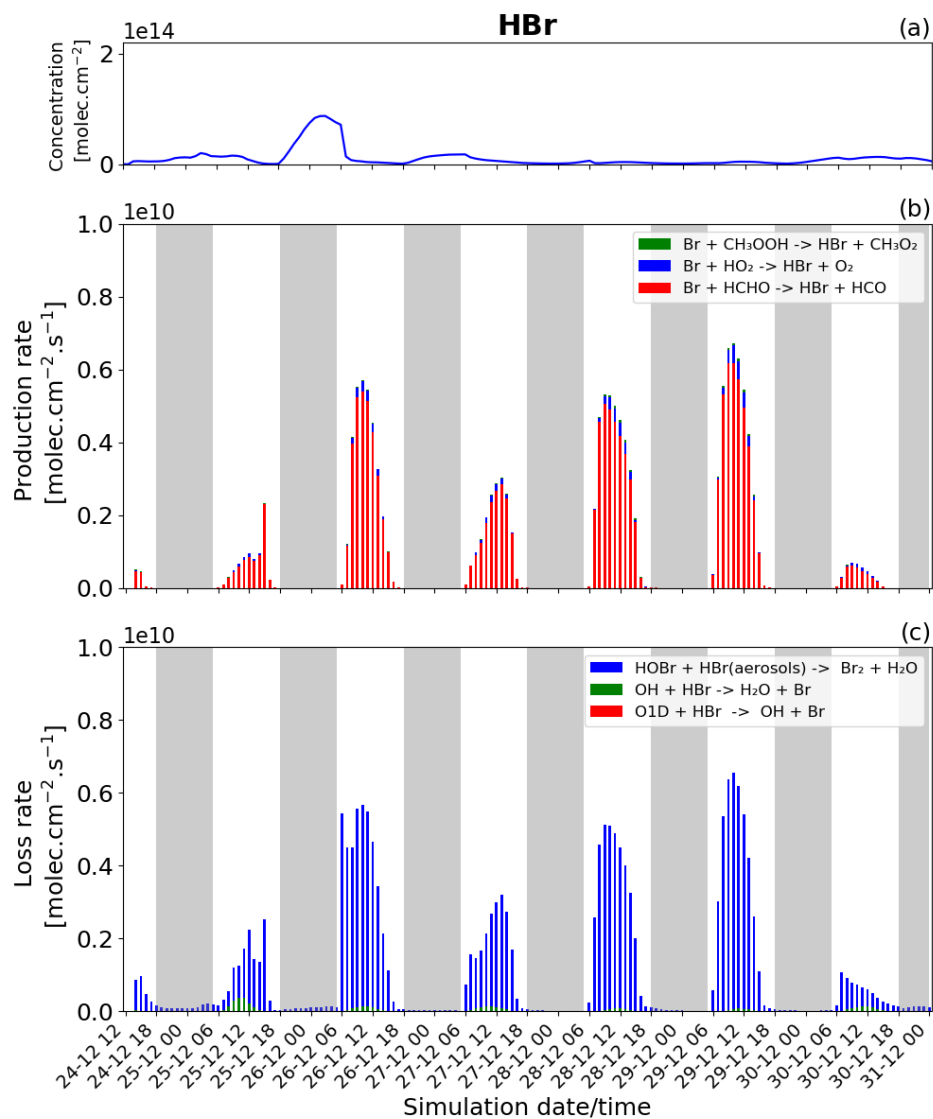 HBr
(a)
1e14
2
0
Concentration
[molec.cm⁻²]
(b)
1e10
1.0
0.8
0.6
0.4
0.2
0.0
Production rate
[molec.cm⁻².s⁻¹]
Br + CH₃OOH -> HBr + CH₃O₂
Br + HO₂ -> HBr + O₂
Br + HCHO -> HBr + HCO
(c)
1e10
1.0
0.8
0.6
0.4
0.2
0.0
Loss rate
[molec.cm⁻².s⁻¹]
HOBr + HBr(aerosols) -> Br₂ + H₂O
OH + HBr -> H₂O + Br
O1D + HBr -> OH + Br
24-12 12
24-12 18
25-12 00
25-12 06
25-12 12
25-12 18
26-12 00
26-12 06
26-12 12
26-12 18
27-12 00
27-12 06
27-12 12
27-12 18
28-12 00
28-12 06
28-12 12
28-12 18
29-12 00
29-12 06
29-12 12
29-12 18
30-12 00
30-12 06
30-12 12
30-12 18
31-12 00
Simulation date/time